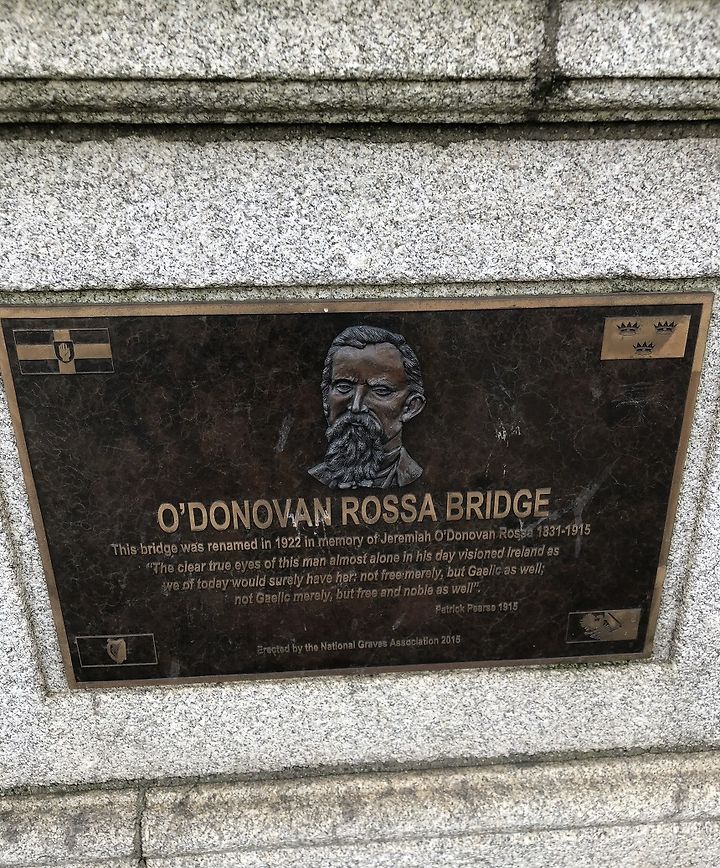 O'DONOVAN ROSSA BRIDGE
This bridge was renamed in 1922 in memory of Jeremiah O'Donovan Rossa 1831-1915
"The clear true eyes of this man almost alone in his day visioned Ireland as
we of today would surely have her: not free merely, but Gaelic as well;
not Gaelic merely, but free and noble as well".
Patrick Pearse 1915
Erected by the National Graves Association 2015